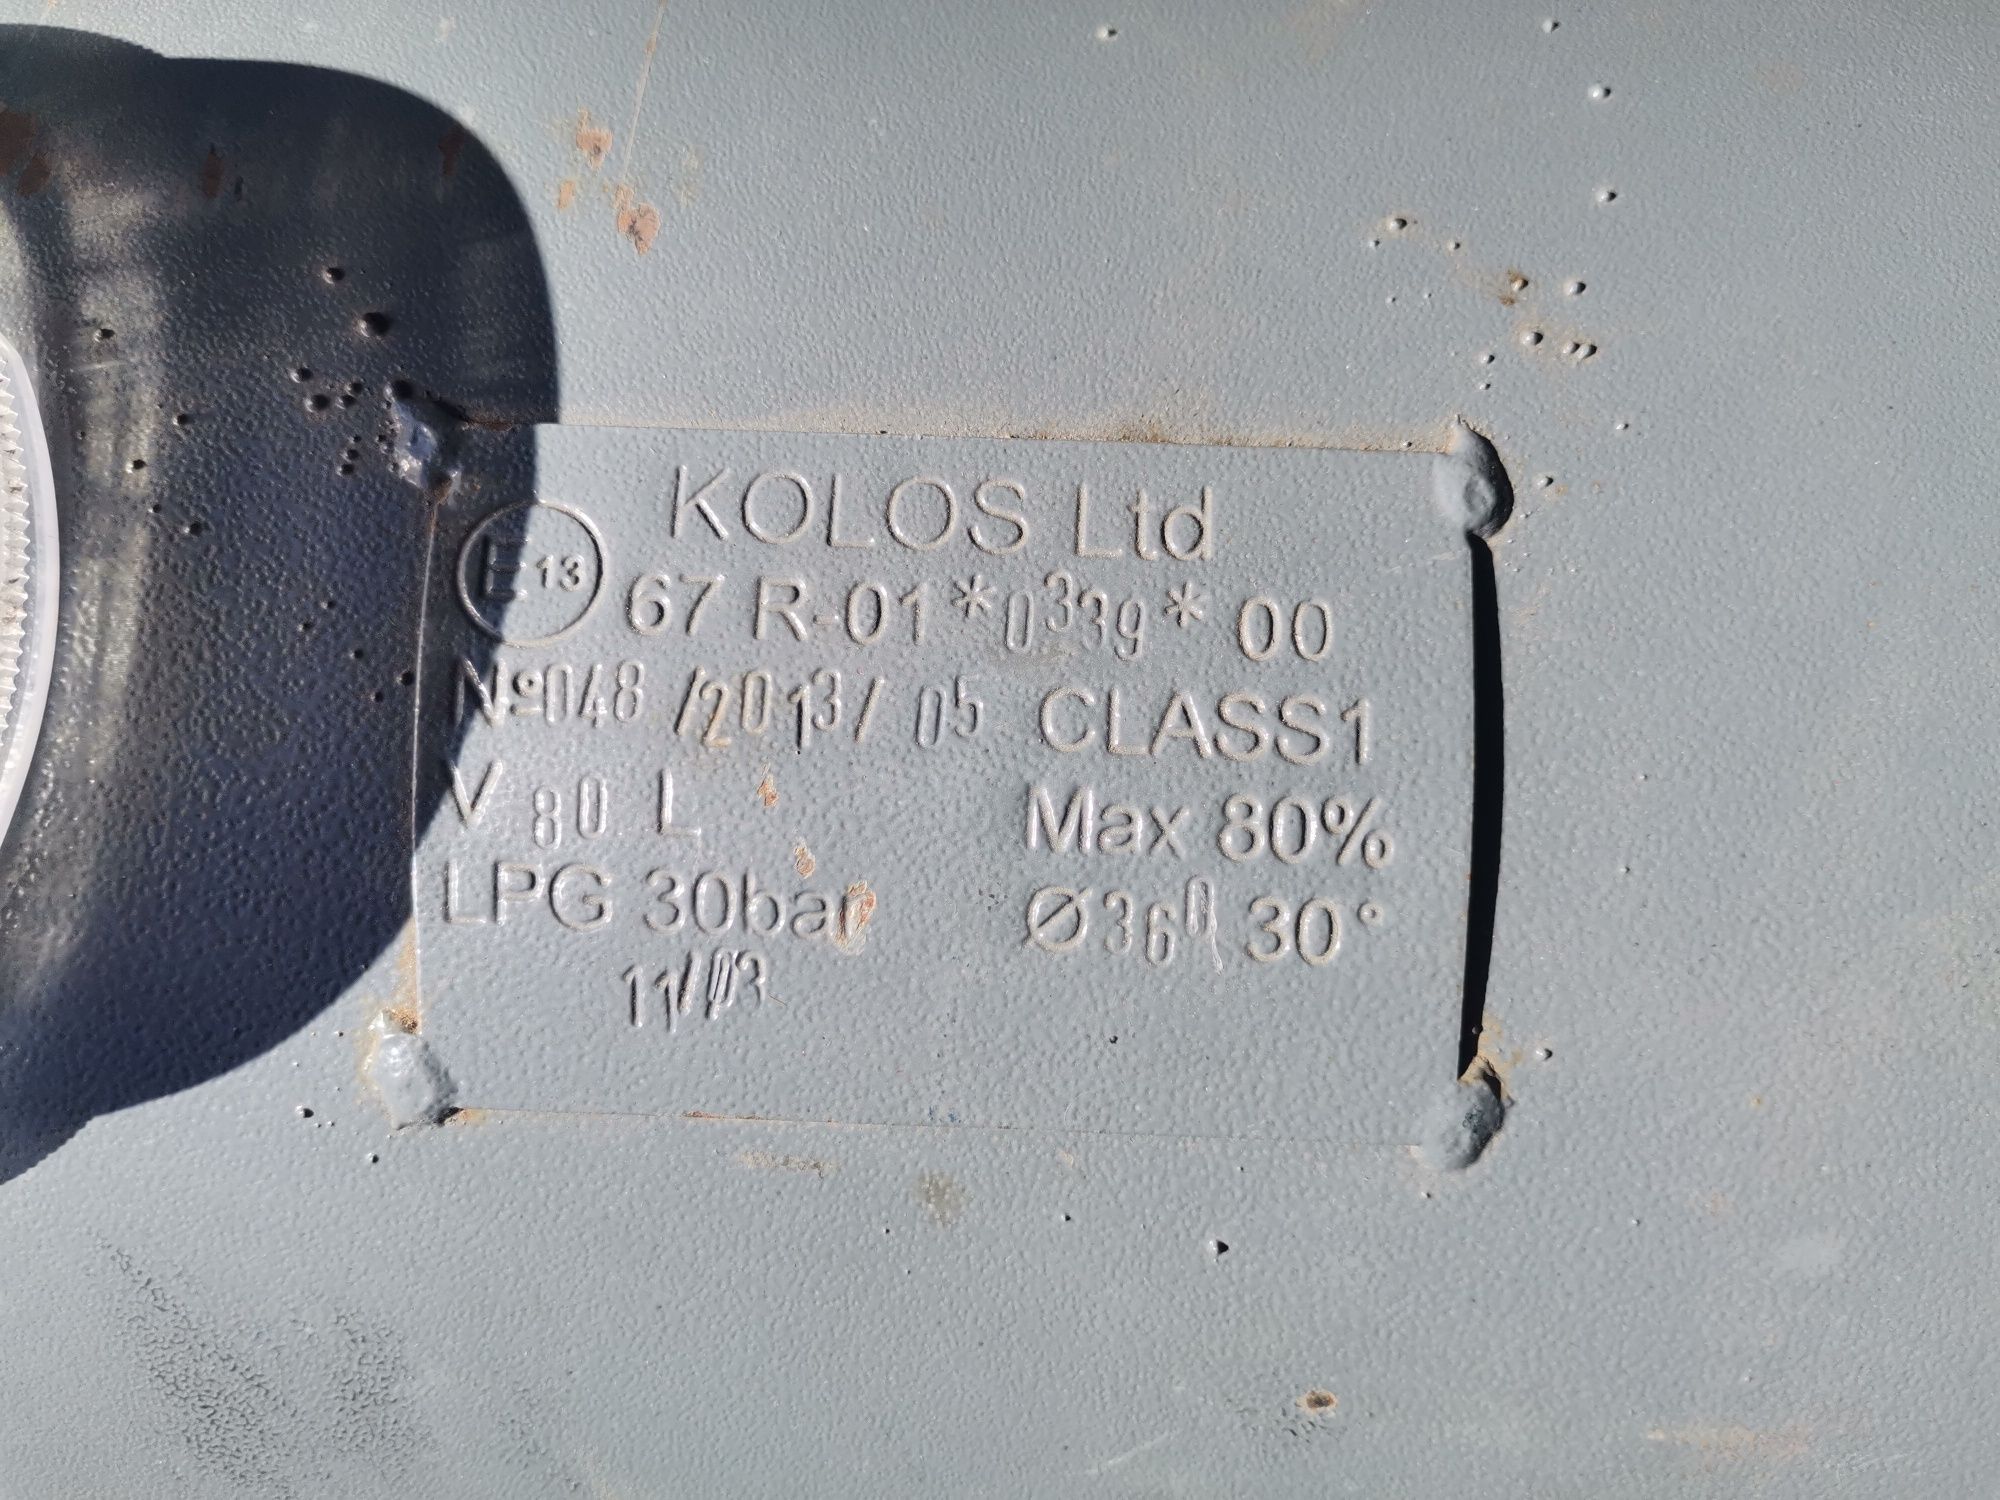 KOLOS Ltd
E13 67 R-01*0339*00
№048 /2013/ 05 CLASS1
V 80 L Max 80%
LPG 30bar Ø360 30°
11/03